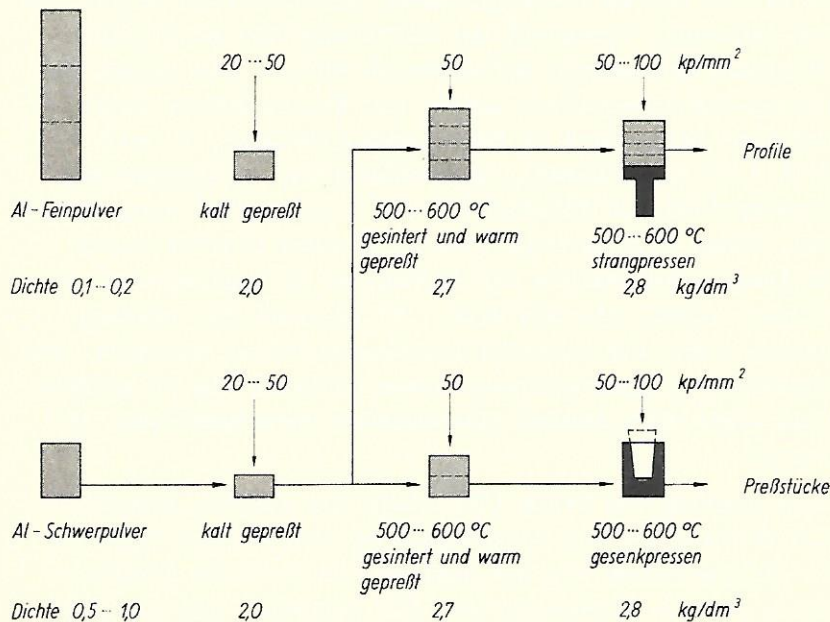 20 ··· 50 50 50 ··· 100 kp/mm²
Profile
Al - Feinpulver kalt gepreßt 500 ··· 600 °C
gesintert und warm
gepreßt
500 ··· 600 °C
strangpressen
Dichte 0,1 – 0,2 2,0 2,7 2,8 kg/dm³
20 ··· 50 50 50 ··· 100 kp/mm²
Preßstücke
Al - Schwerpulver kalt gepreßt 500 ··· 600 °C
gesintert und warm
gepreßt
500 ··· 600 °C
gesenkpressen
Dichte 0,5 ·· 1,0 2,0 2,7 2,8 kg/dm³